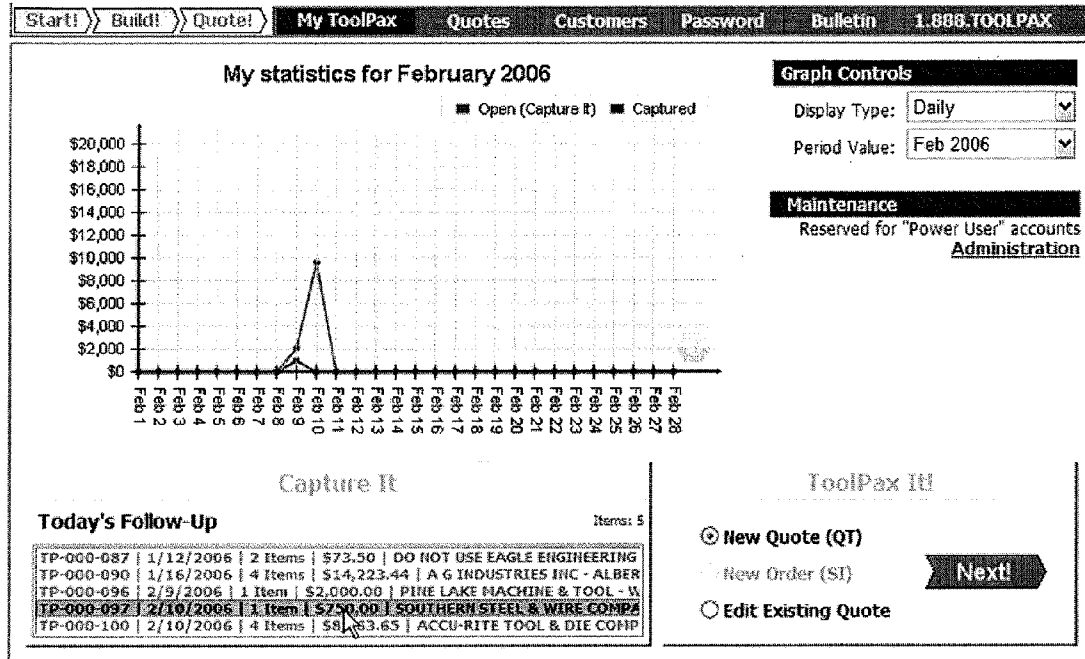 Start! Build! Quote! My ToolPax Quotes Customers Password Bulletin 1.888.TOOLPAX
My statistics for February 2006
Open (Capture It) Captured
$20,000
$18,000
$16,000
$14,000
$12,000
$10,000
$8,000
$6,000
$4,000
$2,000
$0
Feb 1 Feb 2 Feb 3 Feb 4 Feb 5 Feb 6 Feb 7 Feb 8 Feb 9 Feb 10 Feb 11 Feb 12 Feb 13 Feb 14 Feb 15 Feb 16 Feb 17 Feb 18 Feb 19 Feb 20 Feb 21 Feb 22 Feb 23 Feb 24 Feb 25 Feb 26 Feb 27 Feb 28
Graph Controls
Display Type: Daily
Period Value: Feb 2006
Maintenance
Reserved for "Power User" accounts
Administration
Capture It
Today's Follow-Up Items: 5
TP-000-087 | 1/12/2006 | 2 Items | $73.50 | DO NOT USE EAGLE ENGINEERING
TP-000-090 | 1/16/2006 | 4 Items | $14,223.44 | A G INDUSTRIES INC - ALBER
TP-000-096 | 2/9/2006 | 1 Item | $2,000.00 | PINE LAKE MACHINE & TOOL - W
TP-000-097 | 2/10/2006 | 1 Item | $750.00 | SOUTHERN STEEL & WIRE COMPA
TP-000-100 | 2/10/2006 | 4 Items | 63.65 | ACCU-RITE TOOL & DIE COMP
ToolPax It!
New Quote (QT)
New Order (SI)
Edit Existing Quote
Next!